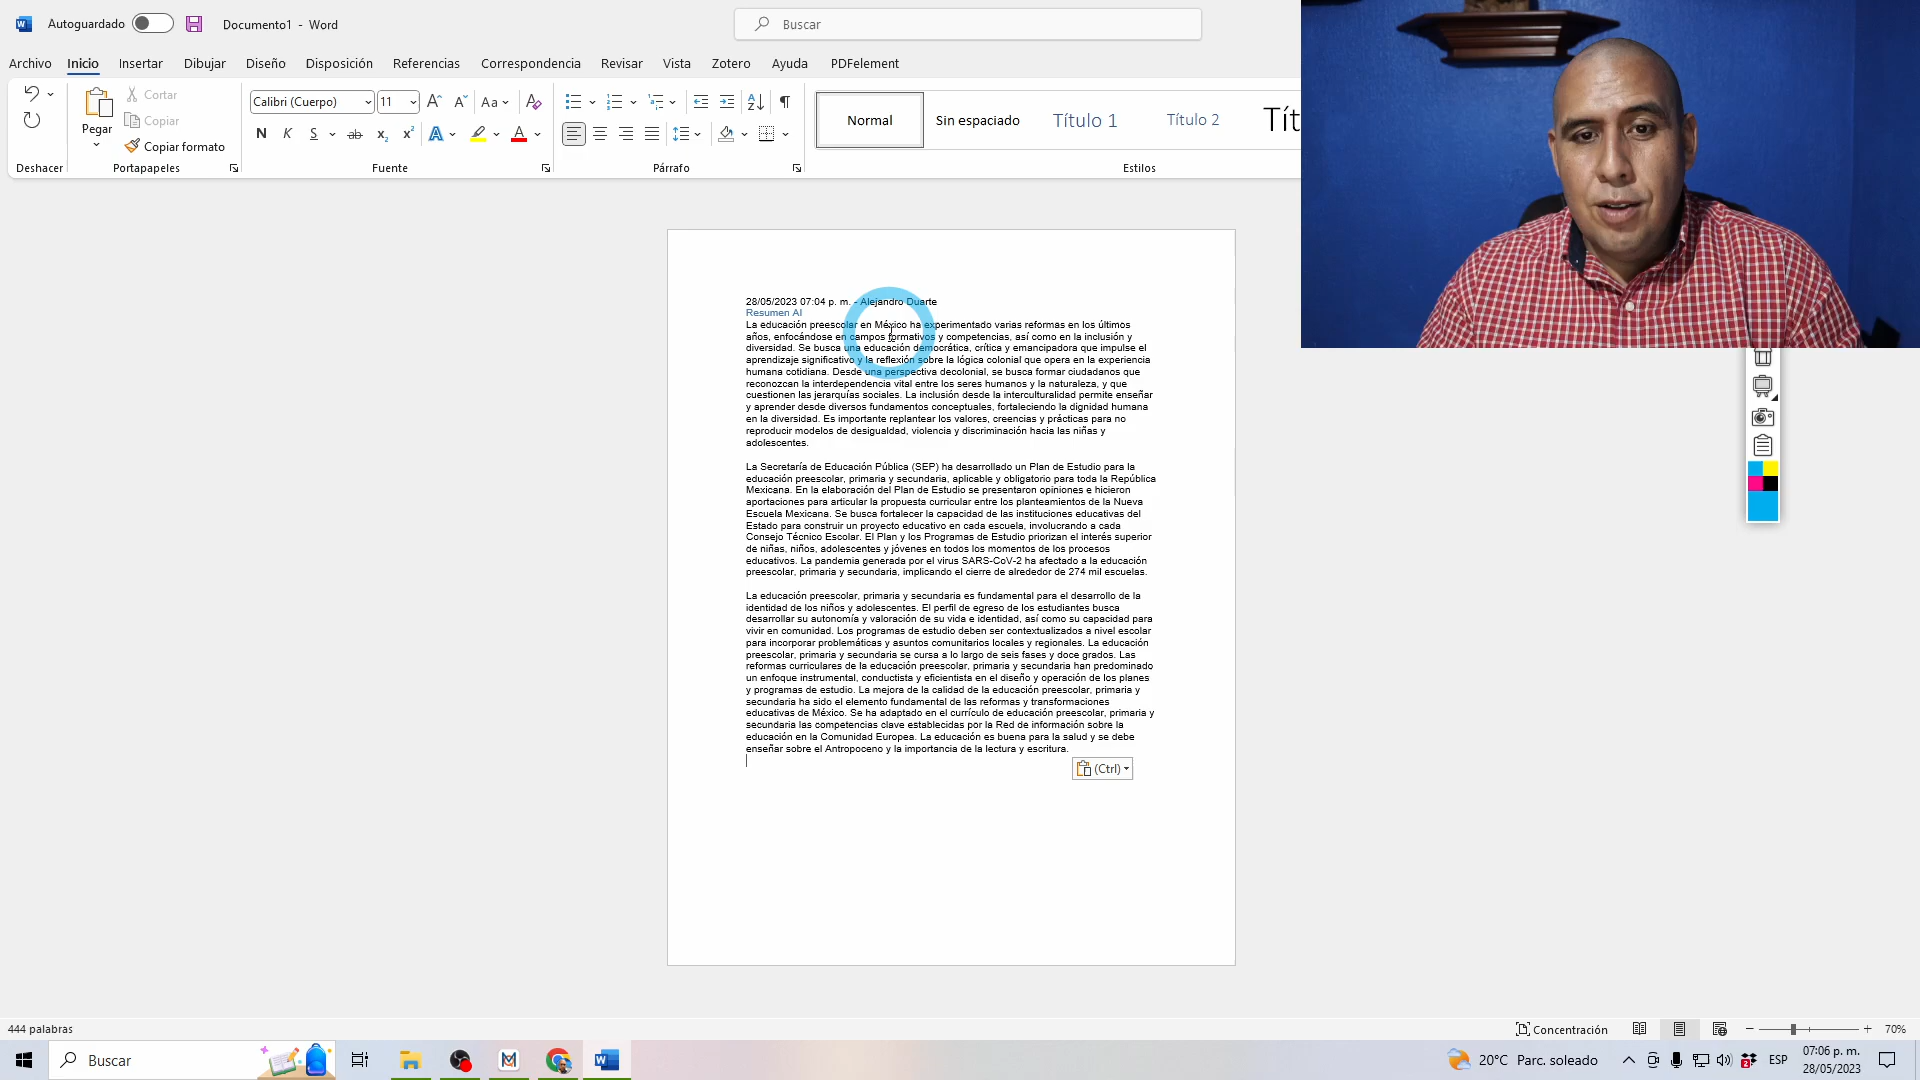 Autoguardado
Documento1 - Word
Buscar
Archivo
Inicio
Insertar
Dibujar
Diseño
Disposición
Referencias
Correspondencia
Revisar
Vista
Zotero
Ayuda
PDFelement
Pegar
Cortar
Copiar
Copiar formato
Calibri (Cuerpo)
11
Aa
N K S ab
Normal
Sin espaciado
Título 1
Título 2
Tít
Deshacer
Portapapeles
Fuente
Párrafo
Estilos
28/05/2023 07:04 p. m. - Alejandro Duarte
Resumen AI
La educación preescolar en México ha experimentado varias reformas en los últimos
años, enfocándose en campos formativos y competencias, así como en la inclusión y
diversidad. Se busca una educación democrática, crítica y emancipadora que impulse el
aprendizaje significativo y la reflexión sobre la lógica colonial que opera en la experiencia
humana cotidiana. Desde una perspectiva decolonial, se busca formar ciudadanos que
reconozcan la interdependencia vital entre los seres humanos y la naturaleza, y que
cuestionen las jerarquías sociales. La inclusión desde la interculturalidad permite enseñar
y aprender desde diversos fundamentos conceptuales, fortaleciendo la dignidad humana
en la diversidad. Es importante replantear los valores, creencias y prácticas para no
reproducir modelos de desigualdad, violencia y discriminación hacia las niñas y
adolescentes.
La Secretaría de Educación Pública (SEP) ha desarrollado un Plan de Estudio para la
educación preescolar, primaria y secundaria, aplicable y obligatorio para toda la República
Mexicana. En la elaboración del Plan de Estudio se presentaron opiniones e hicieron
aportaciones para articular la propuesta curricular entre los planteamientos de la Nueva
Escuela Mexicana. Se busca fortalecer la capacidad de las instituciones educativas del
Estado para construir un proyecto educativo en cada escuela, involucrando a cada
Consejo Técnico Escolar. El Plan y los Programas de Estudio priorizan el interés superior
de niñas, niños, adolescentes y jóvenes en todos los momentos de los procesos
educativos. La pandemia generada por el virus SARS-CoV-2 ha afectado a la educación
preescolar, primaria y secundaria, implicando el cierre de alrededor de 274 mil escuelas.
La educación preescolar, primaria y secundaria es fundamental para el desarrollo de la
identidad de los niños y adolescentes. El perfil de egreso de los estudiantes busca
desarrollar su autonomía y valoración de su vida e identidad, así como su capacidad para
vivir en comunidad. Los programas de estudio deben ser contextualizados a nivel escolar
para incorporar problemáticas y asuntos comunitarios locales y regionales. La educación
preescolar, primaria y secundaria se cursa a lo largo de seis fases y doce grados. Las
reformas curriculares de la educación preescolar, primaria y secundaria han predominado
un enfoque instrumental, conductista y eficientista en el diseño y operación de los planes
y programas de estudio. La mejora de la calidad de la educación preescolar, primaria y
secundaria ha sido el elemento fundamental de las reformas y transformaciones
educativas de México. Se ha adaptado en el currículo de educación preescolar, primaria y
secundaria las competencias clave establecidas por la Red de información sobre la
educación en la Comunidad Europea. La educación es buena para la salud y se debe
enseñar sobre el Antropoceno y la importancia de la lectura y escritura.
(Ctrl)
444 palabras
Concentración
70%
Buscar
20°C Parc. soleado
ESP
07:06 p. m.
28/05/2023